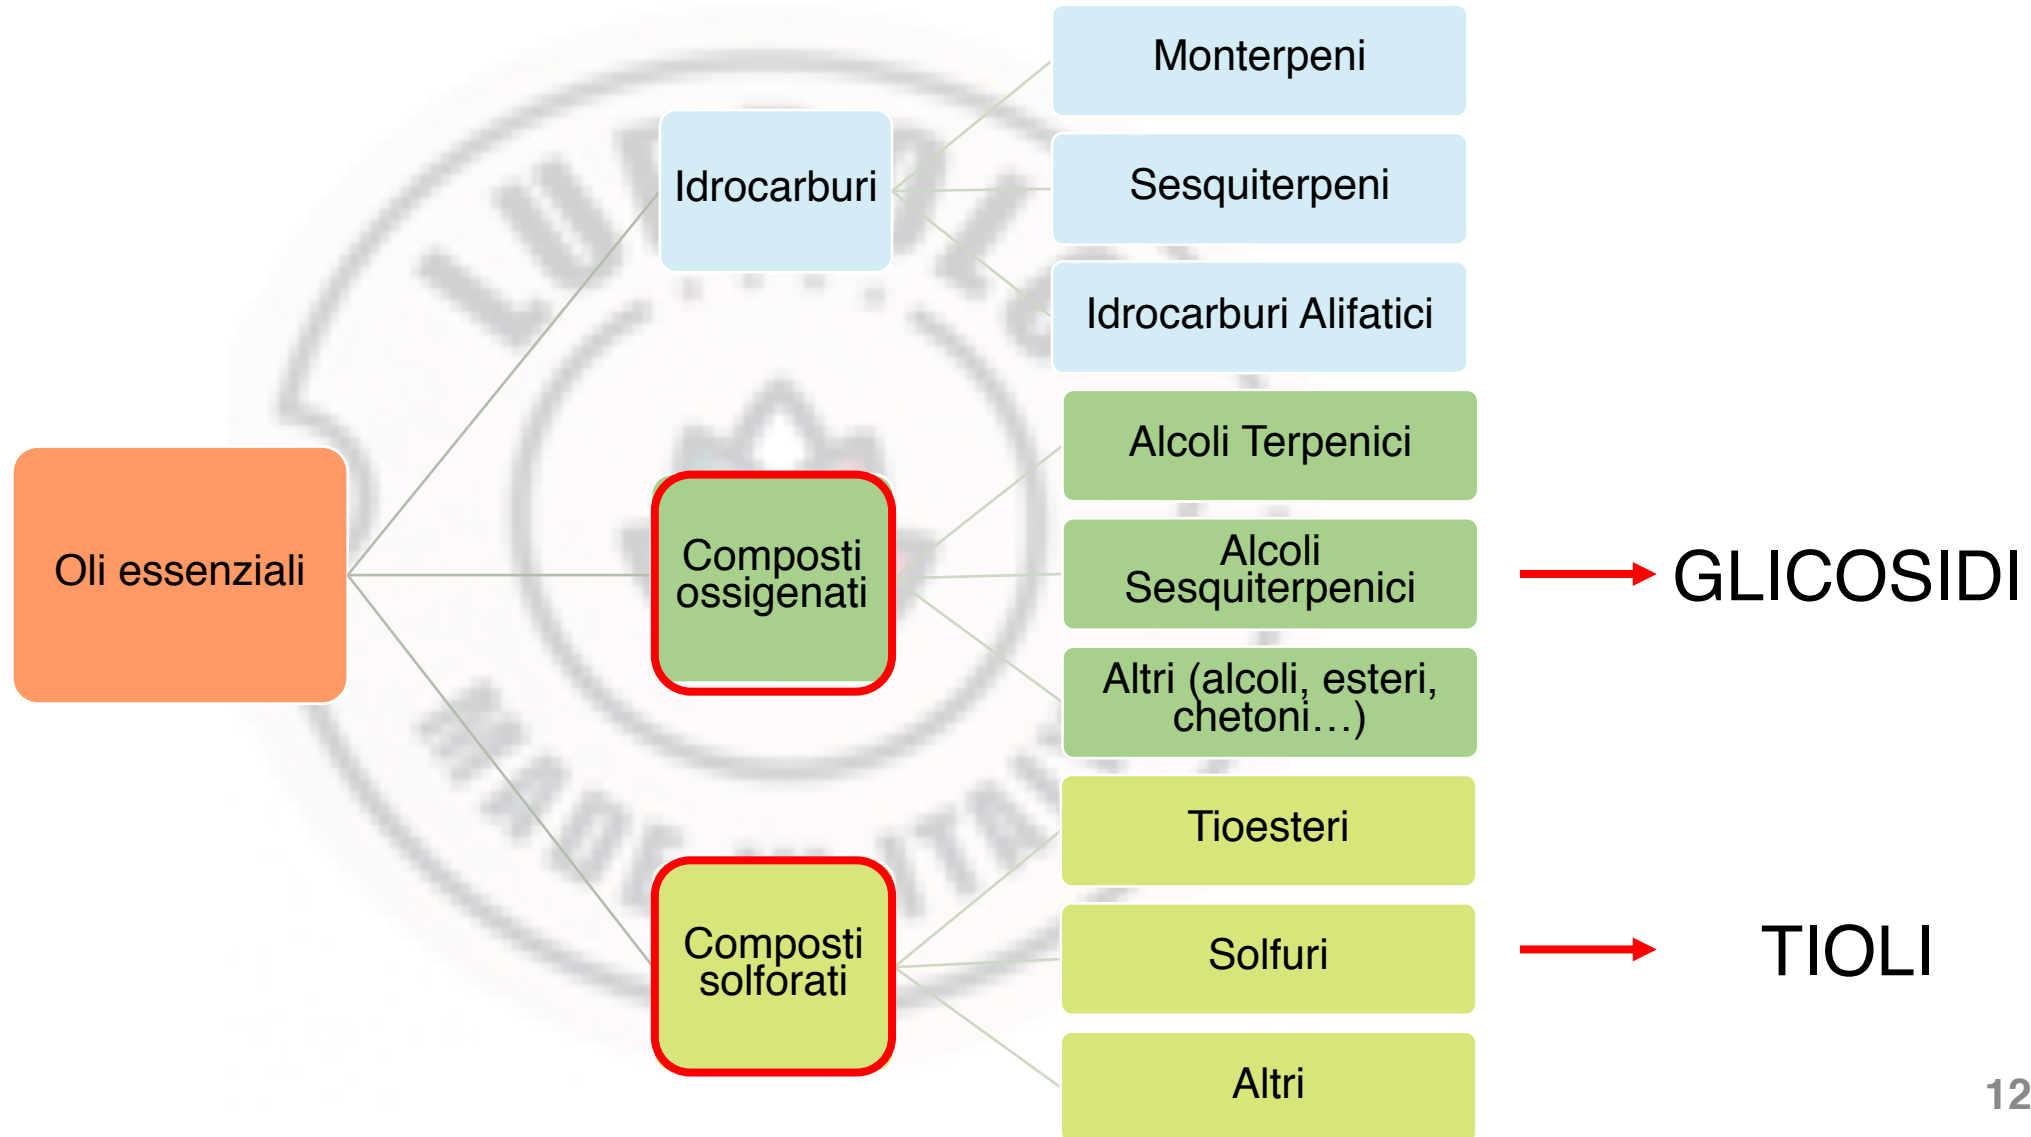 Oli essenziali
Idrocarburi
Monterpeni
Sesquiterpeni
Idrocarburi Alifatici
Composti
ossigenati
Alcoli Terpenici
Alcoli
Sesquiterpenici
Altri (alcoli, esteri,
chetoni…)
GLICOSIDI
Composti
solforati
Tioesteri
Solfuri
Altri
TIOLI
12